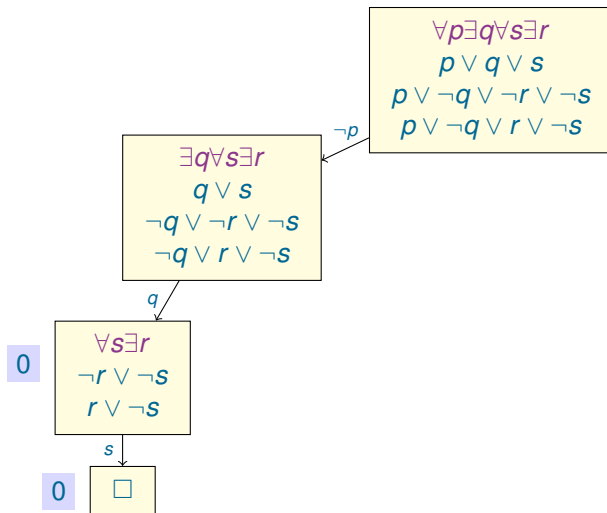 ∀p∃q∀s∃r
p ∨ q ∨ s
p ∨ ¬q ∨ ¬r ∨ ¬s
p ∨ ¬q ∨ r ∨ ¬s
¬p
∃q∀s∃r
q ∨ s
¬q ∨ ¬r ∨ ¬s
¬q ∨ r ∨ ¬s
q
0
∀s∃r
¬r ∨ ¬s
r ∨ ¬s
s
0
□